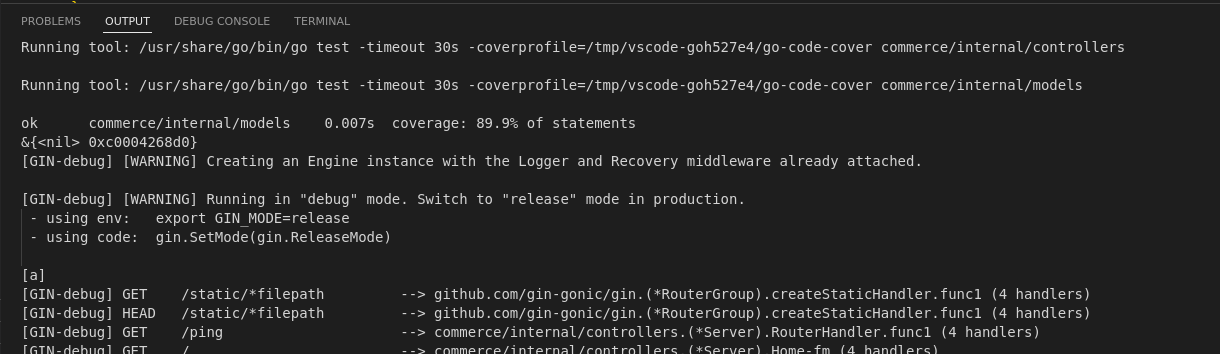 PROBLEMS OUTPUT DEBUG CONSOLE TERMINAL
Running tool: /usr/share/go/bin/go test -timeout 30s -coverprofile=/tmp/vscode-goh527e4/go-code-cover commerce/internal/controllers
Running tool: /usr/share/go/bin/go test -timeout 30s -coverprofile=/tmp/vscode-goh527e4/go-code-cover commerce/internal/models
ok commerce/internal/models 0.007s coverage: 89.9% of statements
&{<nil> 0xc0004268d0}
[GIN-debug] [WARNING] Creating an Engine instance with the Logger and Recovery middleware already attached.
[GIN-debug] [WARNING] Running in "debug" mode. Switch to "release" mode in production.
- using env: export GIN_MODE=release
- using code: gin.SetMode(gin.ReleaseMode)
[a]
[GIN-debug] GET /static/*filepath --> github.com/gin-gonic/gin.(*RouterGroup).createStaticHandler.func1 (4 handlers)
[GIN-debug] HEAD /static/*filepath --> github.com/gin-gonic/gin.(*RouterGroup).createStaticHandler.func1 (4 handlers)
[GIN-debug] GET /ping --> commerce/internal/controllers.(*Server).RouterHandler.func1 (4 handlers)
[GIN-debug] GET / --> commerce/internal/controllers.(*Server).Home-fm (4 handlers)